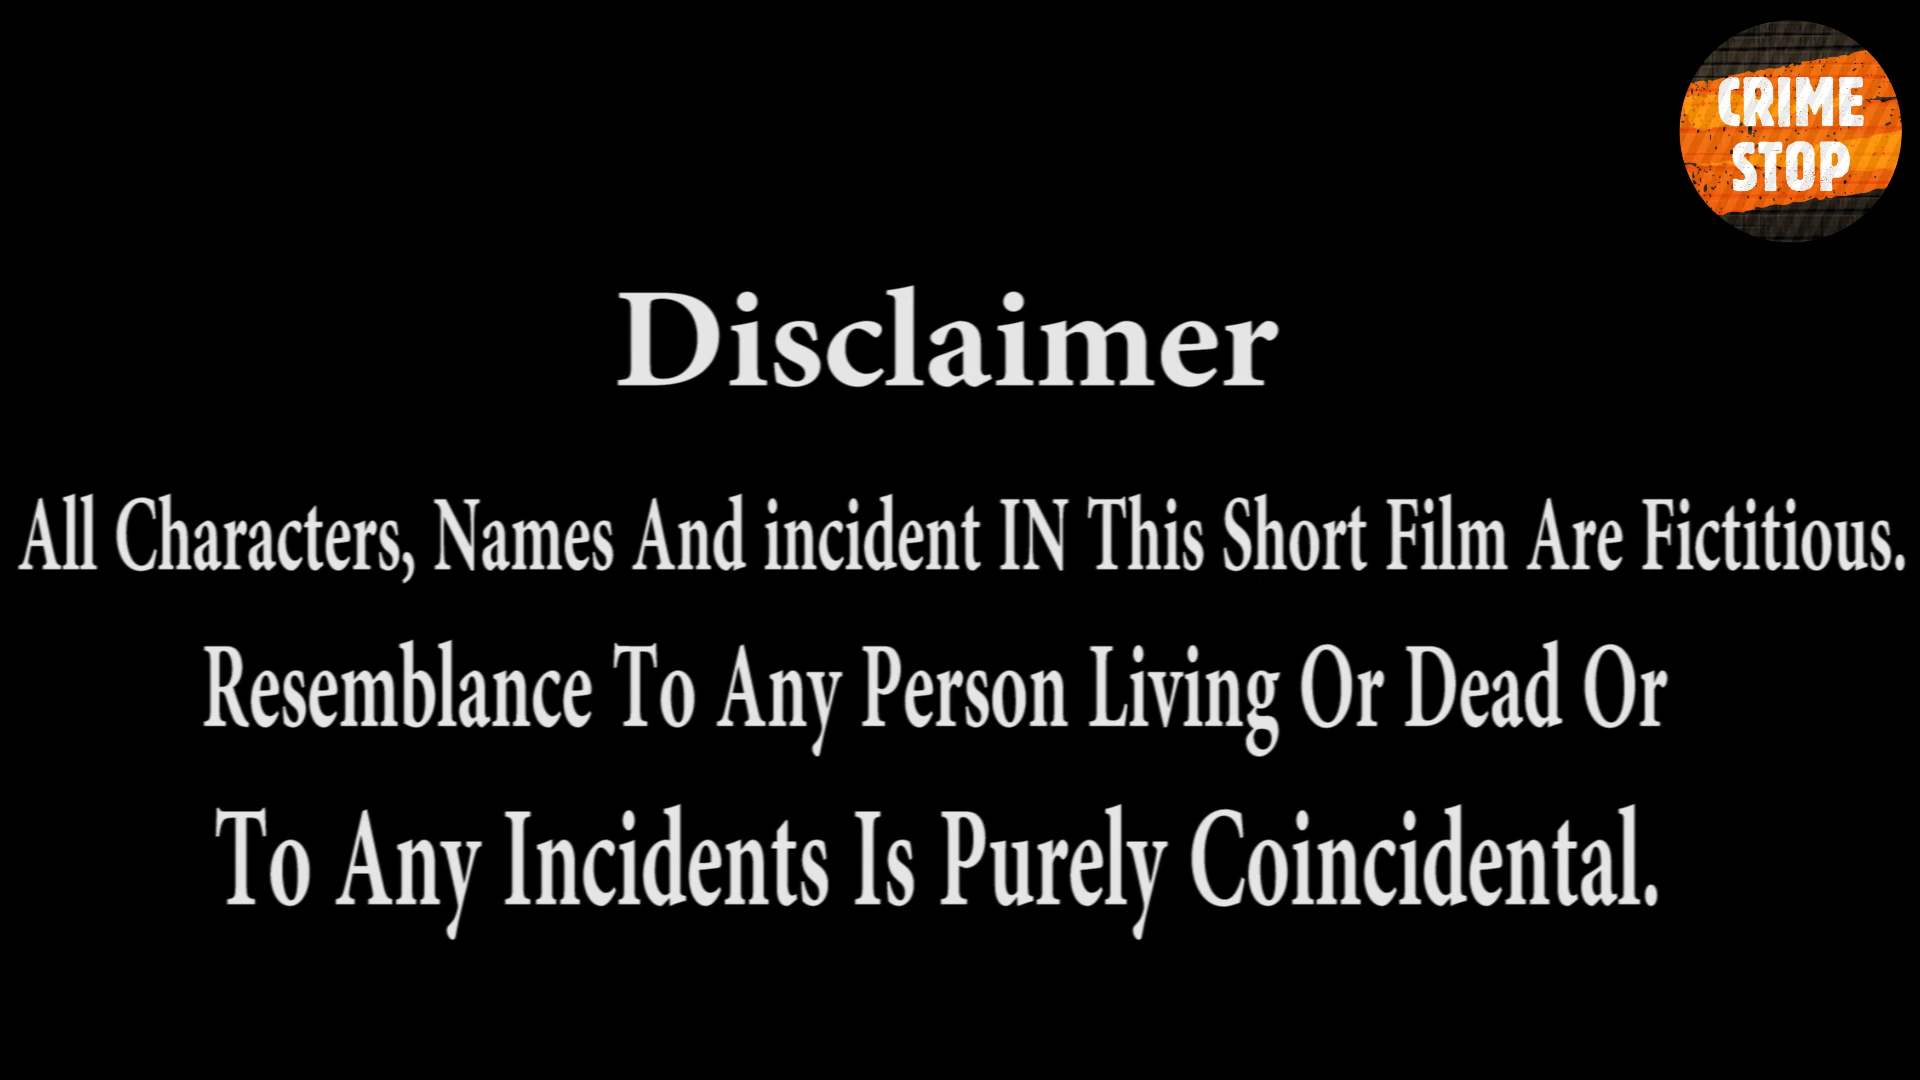 CRIME
STOP
Disclaimer
All Characters, Names And incident IN This Short Film Are Fictitious.
Resemblance To Any Person Living Or Dead Or
To Any Incidents Is Purely Coincidental.